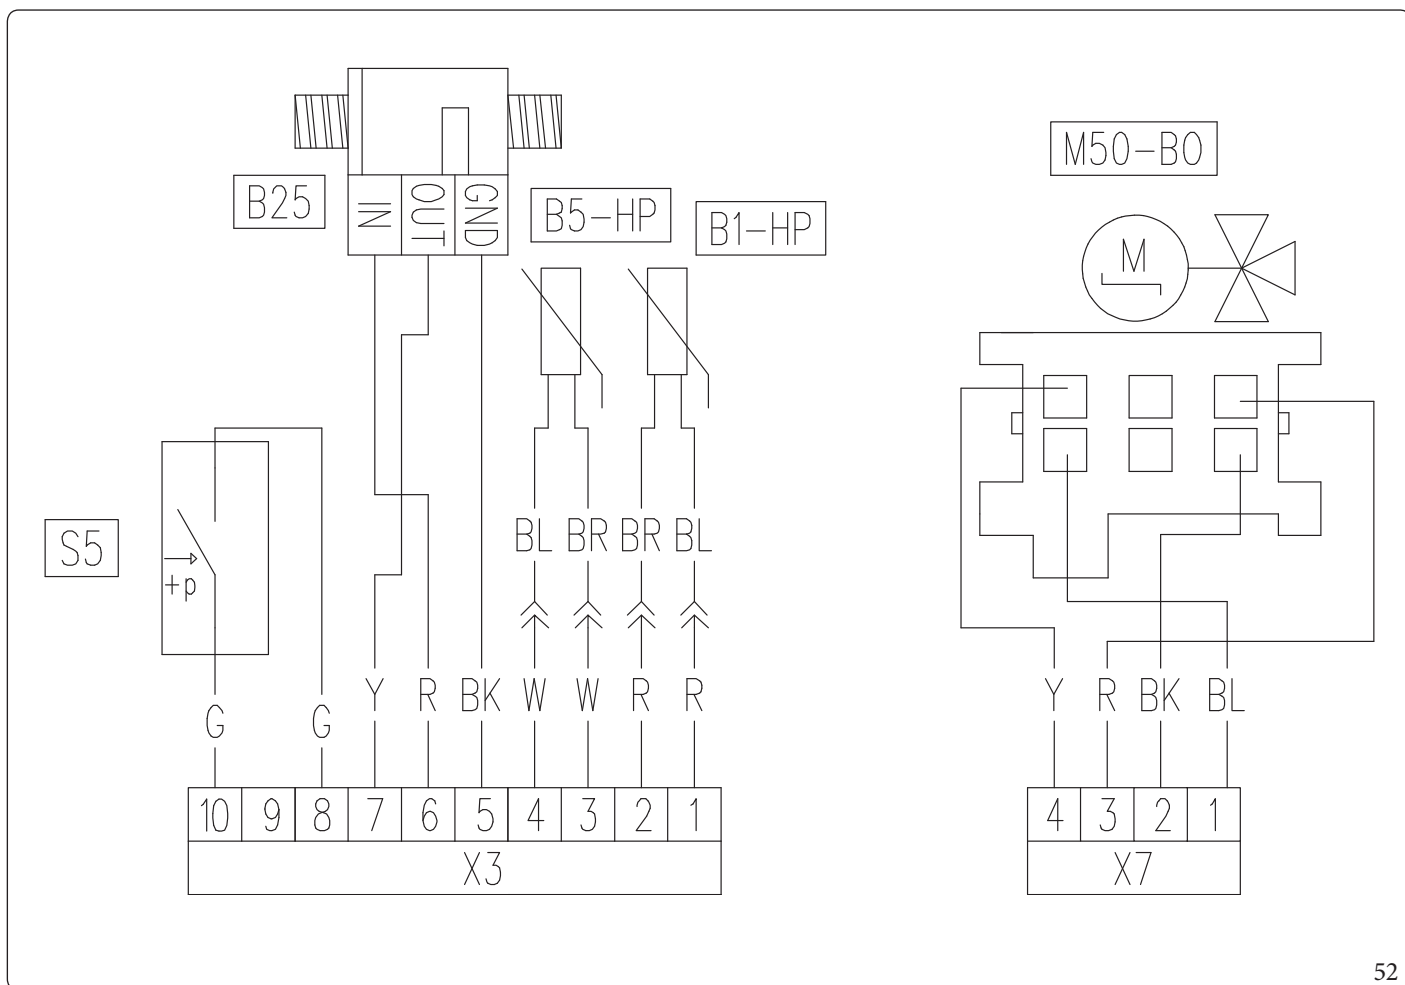 M50-B0
B25
IN OUT GND
B5-HP
B1-HP
M
S5
+p
BL BR BR BL
G G Y R BK W W R R
Y R BK BL
10 9 8 7 6 5 4 3 2 1
X3
4 3 2 1
X7
52